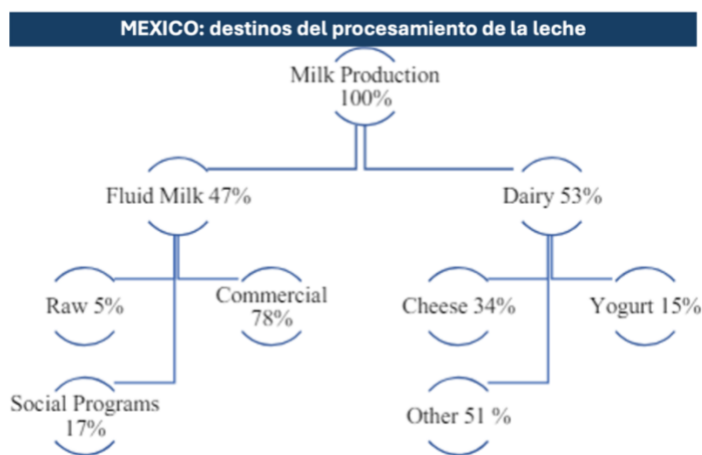 MEXICO: destinos del procesamiento de la leche
Milk Production
100%
Fluid Milk 47%
Dairy 53%
Raw 5%
Commercial
78%
Cheese 34%
Yogurt 15%
Social Programs
17%
Other 51 %